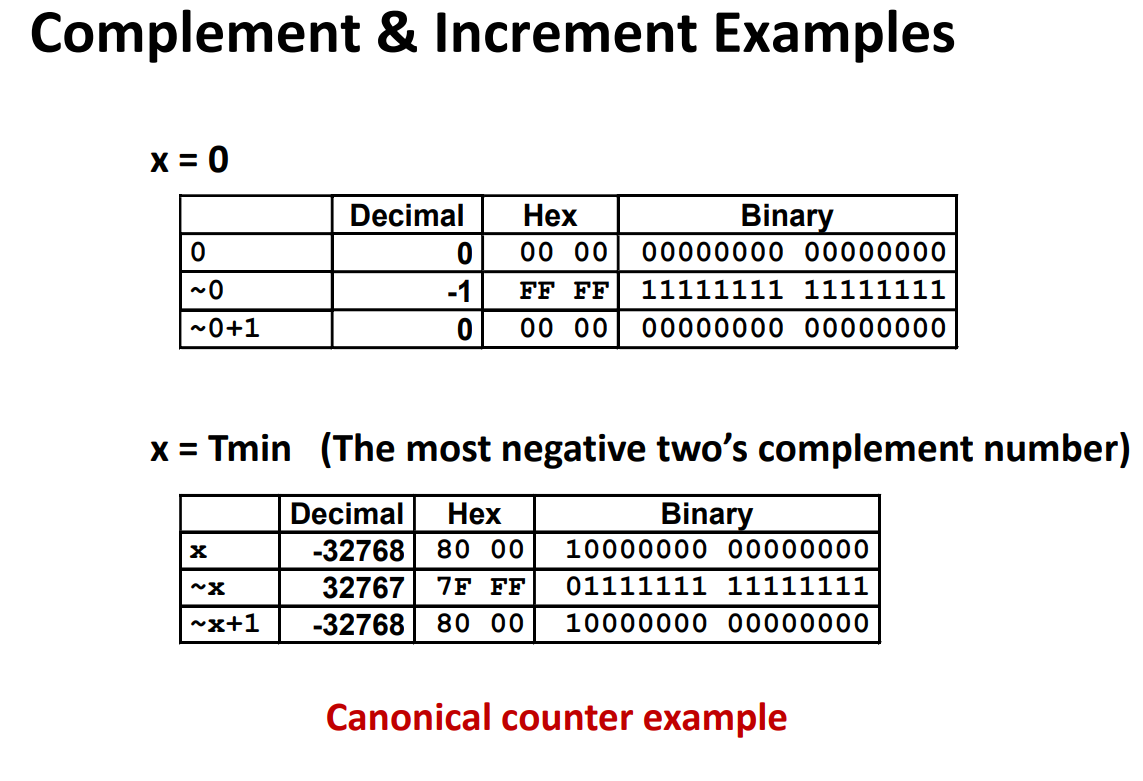 Complement & Increment Examples
x = 0
Decimal Hex Binary
0 0 00 00 00000000 00000000
~0 -1 FF FF 11111111 11111111
~0+1 0 00 00 00000000 00000000
x = Tmin (The most negative two’s complement number)
Decimal Hex Binary
x -32768 80 00 10000000 00000000
~x 32767 7F FF 01111111 11111111
~x+1 -32768 80 00 10000000 00000000
Canonical counter example